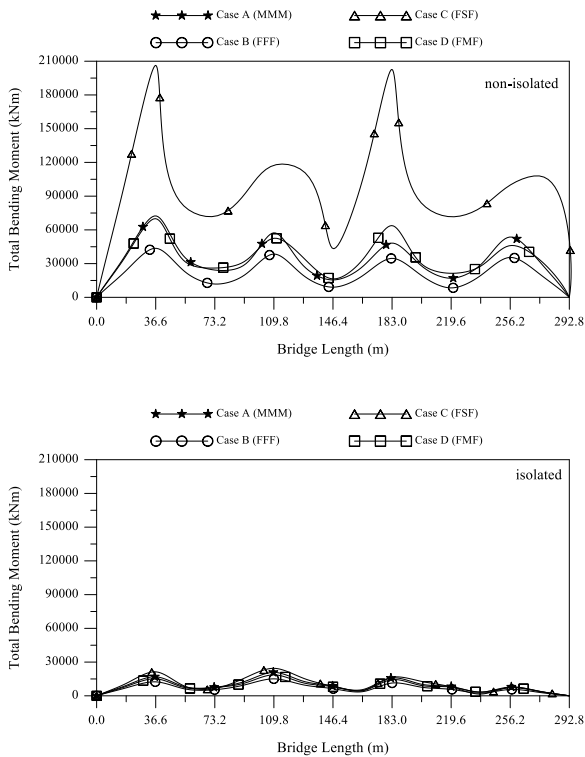 Case A (MMM) Case C (FSF)
Case B (FFF) Case D (FMF)
210000
non-isolated
180000
150000
120000
90000
60000
30000
0
Total Bending Moment (kNm)
0.0 36.6 73.2 109.8 146.4 183.0 219.6 256.2 292.8
Bridge Length (m)
Case A (MMM) Case C (FSF)
Case B (FFF) Case D (FMF)
210000
isolated
180000
150000
120000
90000
60000
30000
0
Total Bending Moment (kNm)
0.0 36.6 73.2 109.8 146.4 183.0 219.6 256.2 292.8
Bridge Length (m)